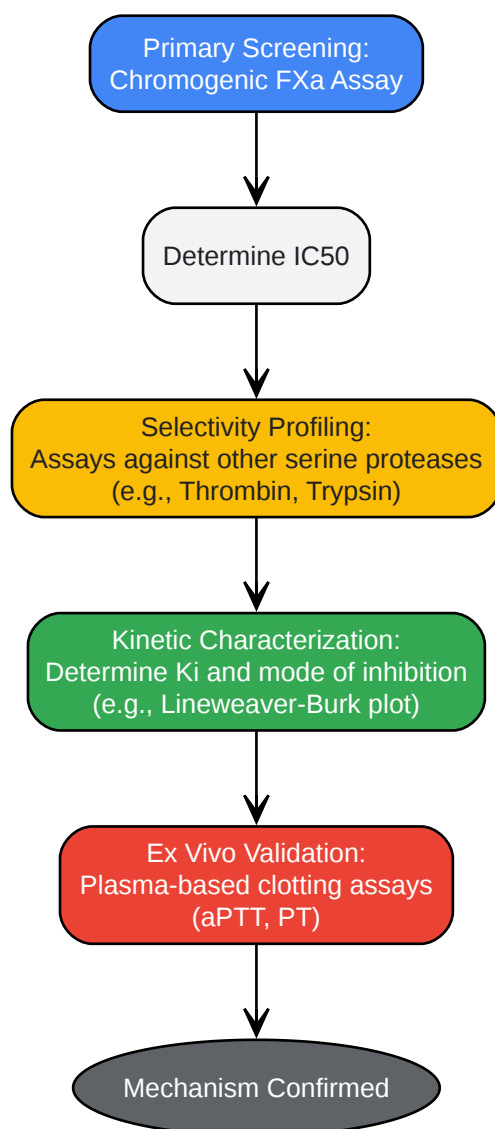 Primary Screening:
Chromogenic FXa Assay
Determine IC50
Selectivity Profiling:
Assays against other serine proteases
(e.g., Thrombin, Trypsin)
Kinetic Characterization:
Determine Ki and mode of inhibition
(e.g., Lineweaver-Burk plot)
Ex Vivo Validation:
Plasma-based clotting assays
(aPTT, PT)
Mechanism Confirmed